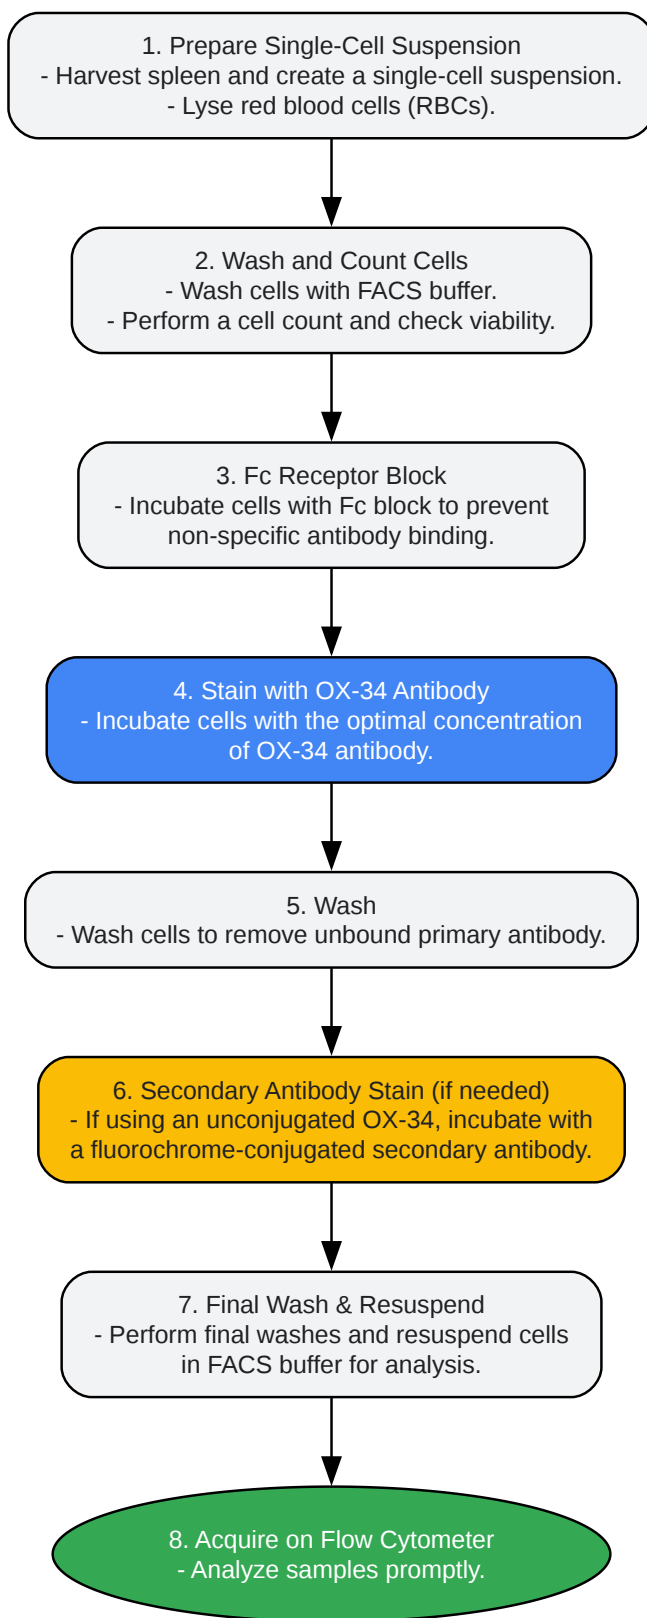 1. Prepare Single-Cell Suspension
- Harvest spleen and create a single-cell suspension.
- Lyse red blood cells (RBCs).
2. Wash and Count Cells
- Wash cells with FACS buffer.
- Perform a cell count and check viability.
3. Fc Receptor Block
- Incubate cells with Fc block to prevent
non-specific antibody binding.
4. Stain with OX-34 Antibody
- Incubate cells with the optimal concentration
of OX-34 antibody.
5. Wash
- Wash cells to remove unbound primary antibody.
6. Secondary Antibody Stain (if needed)
- If using an unconjugated OX-34, incubate with
a fluorochrome-conjugated secondary antibody.
7. Final Wash & Resuspend
- Perform final washes and resuspend cells
in FACS buffer for analysis.
8. Acquire on Flow Cytometer
- Analyze samples promptly.